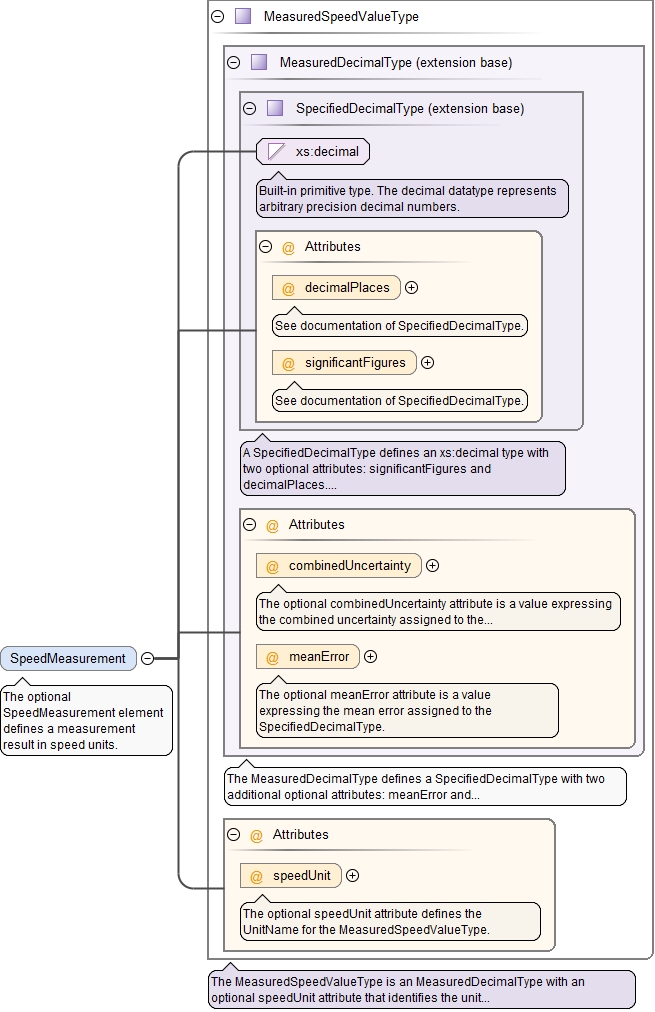 MeasuredSpeedValueType
MeasuredDecimalType (extension base)
SpecifiedDecimalType (extension base)
xs:decimal
Built-in primitive type. The decimal datatype represents
arbitrary precision decimal numbers.
@ Attributes
@ decimalPlaces
See documentation of SpecifiedDecimalType.
@ significantFigures
See documentation of SpecifiedDecimalType.
A SpecifiedDecimalType defines an xs:decimal type with
two optional attributes: significantFigures and
decimalPlaces....
@ Attributes
@ combinedUncertainty
The optional combinedUncertainty attribute is a value expressing
the combined uncertainty assigned to the...
@ meanError
The optional meanError attribute is a value
expressing the mean error assigned to the
SpecifiedDecimalType.
SpeedMeasurement
The optional
SpeedMeasurement element
defines a measurement
result in speed units.
The MeasuredDecimalType defines a SpecifiedDecimalType with two
additional optional attributes: meanError and...
@ Attributes
@ speedUnit
The optional speedUnit attribute defines the
UnitName for the MeasuredSpeedValueType.
The MeasuredSpeedValueType is an MeasuredDecimalType with an
optional speedUnit attribute that identifies the unit...